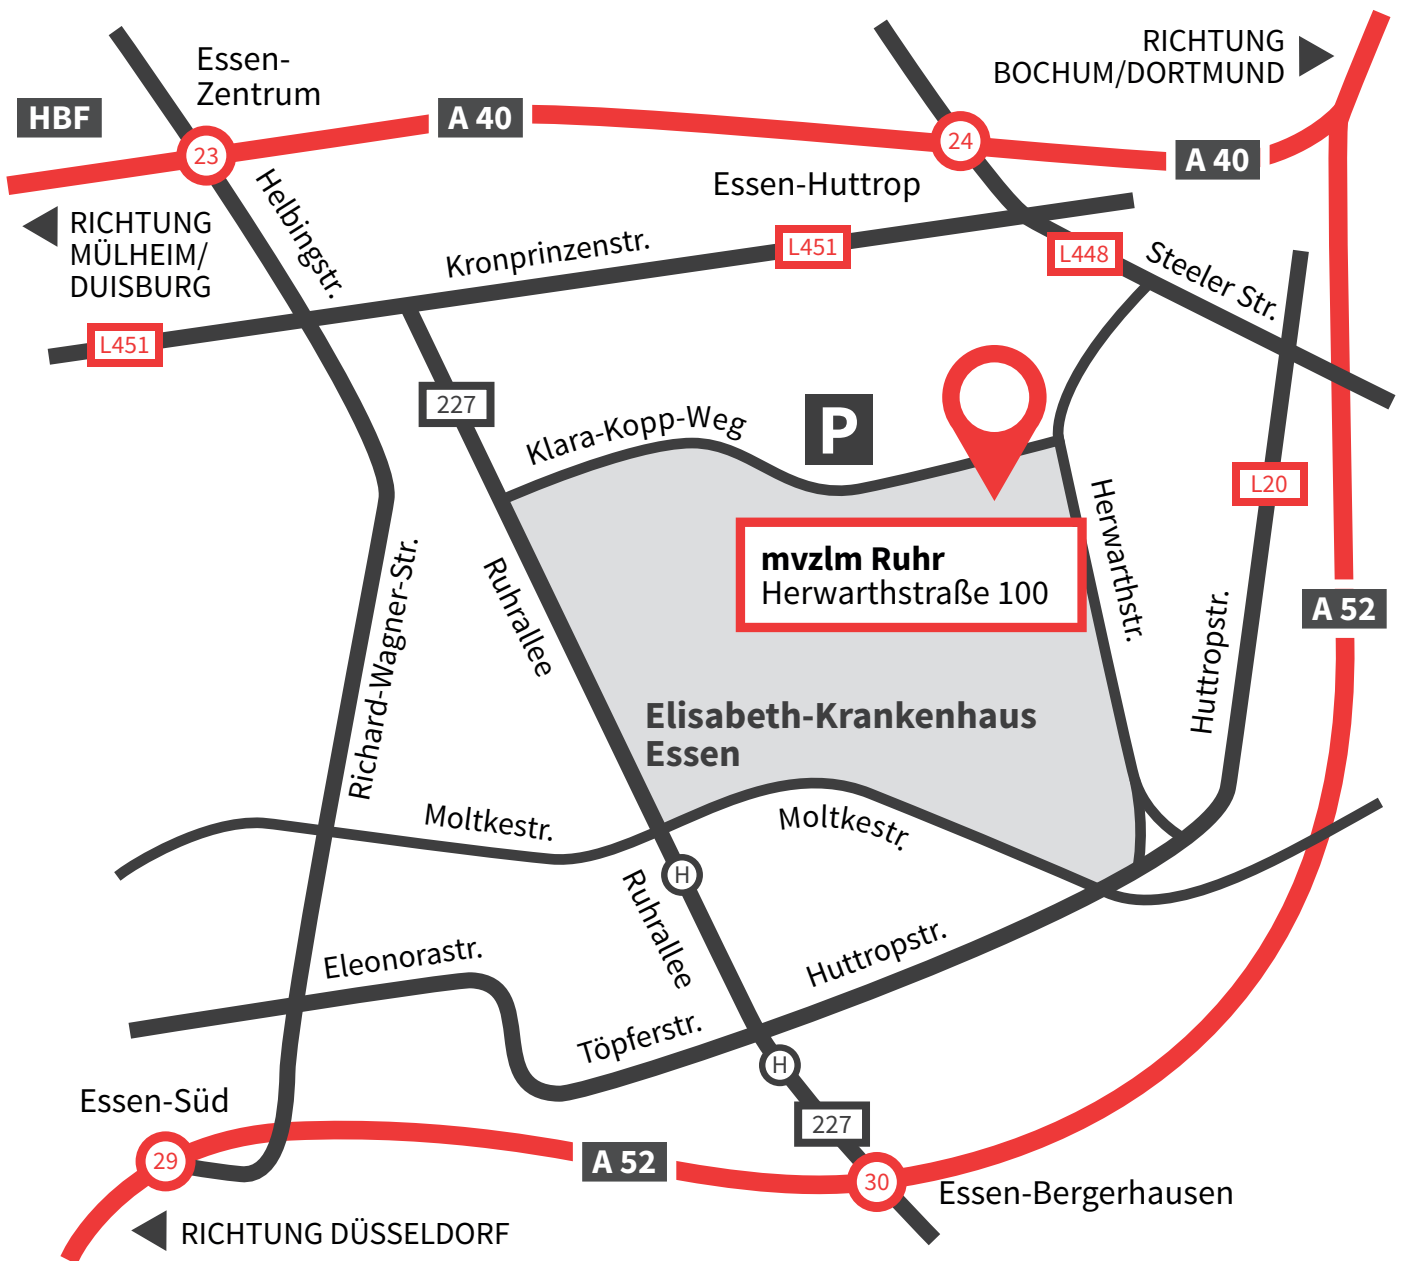 RICHTUNG
BOCHUM/DORTMUND
Essen-
Zentrum
HBF
A 40
23
24
A 40
Essen-Huttrop
Helbingstr.
RICHTUNG
MÜLHEIM/
DUISBURG
Kronprinzenstr.
L451
L448
Steeler Str.
L451
227
Klara-Kopp-Weg
P
L20
Herwarthstr.
mvzlm Ruhr
Herwarthstraße 100
Richard-Wagner-Str.
Ruhrallee
Huttropstr.
A 52
Elisabeth-Krankenhaus
Essen
Moltkestr.
Moltkestr.
H
Ruhrallee
Eleonorastr.
Huttropstr.
Töpferstr.
H
Essen-Süd
227
29
A 52
30
Essen-Bergerhausen
RICHTUNG DÜSSELDORF